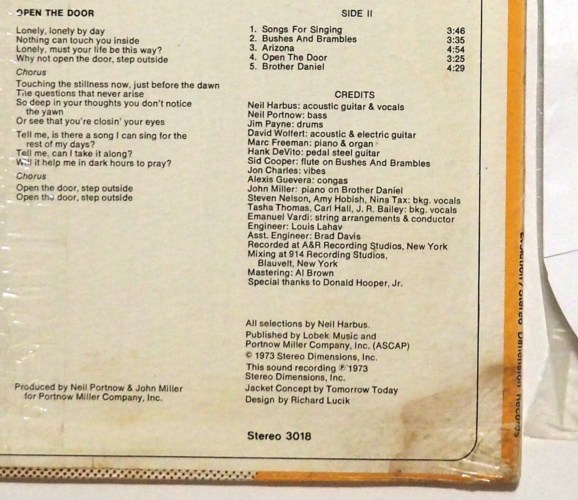 OPEN THE DOOR
Lonely, lonely by day
Nothing can touch you inside
Lonely, must your life be this way?
Why not open the door, step outside
Chorus
Touching the stillness now, just before the dawn
The questions that never arise
So deep in your thoughts you don't notice
the yawn
Or see that you're closin' your eyes
Tell me, is there a song I can sing for the
rest of my days?
Tell me, can I take it along?
Will it help me in dark hours to pray?
Chorus
Open the door, step outside
Open the door, step outside
Produced by Neil Portnow & John Miller
for Portnow Miller Company, Inc.
SIDE II
1. Songs For Singing 3:46
2. Bushes And Brambles 3:35
3. Arizona 4:54
4. Open The Door 3:25
5. Brother Daniel 4:29
CREDITS
Neil Harbus: acoustic guitar & vocals
Neil Portnow: bass
Jim Payne: drums
David Wolfert: acoustic & electric guitar
Marc Freeman: piano & organ
Hank DeVito: pedal steel guitar
Sid Cooper: flute on Bushes And Brambles
Jon Charles: vibes
Alexis Guevera: congas
John Miller: piano on Brother Daniel
Steven Nelson, Amy Hobish, Nina Tax: bkg. vocals
Tasha Thomas, Carl Hall, J. R. Bailey: bkg. vocals
Emanuel Vardi: string arrangements & conductor
Engineer: Louis Lahav
Asst. Engineer: Brad Davis
Recorded at A&R Recording Studios, New York
Mixing at 914 Recording Studios,
Blauvelt, New York
Mastering: Al Brown
Special thanks to Donald Hooper, Jr.
All selections by Neil Harbus.
Published by Lobek Music and
Portnow Miller Company, Inc. (ASCAP)
© 1973 Stereo Dimensions, Inc.
This sound recording ℗ 1973
Stereo Dimensions, Inc.
Jacket Concept by Tomorrow Today
Design by Richard Lucik
Stereo 3018
Evolution/Stereo Dimension Records